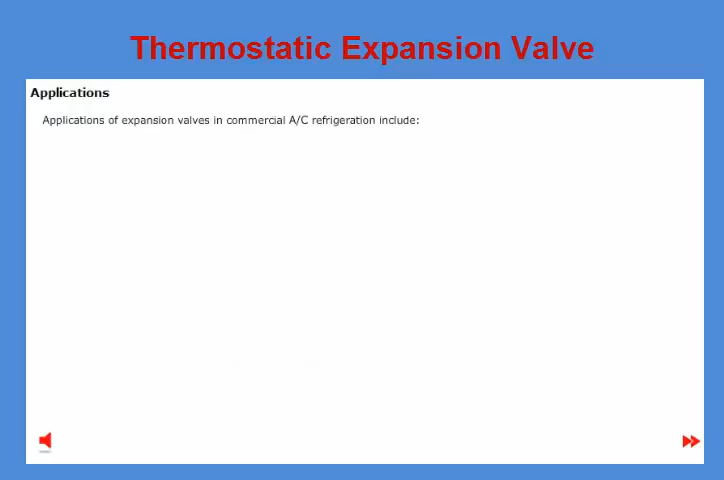 Thermostatic Expansion Valve
Applications
Applications of expansion valves in commercial A/C refrigeration include: